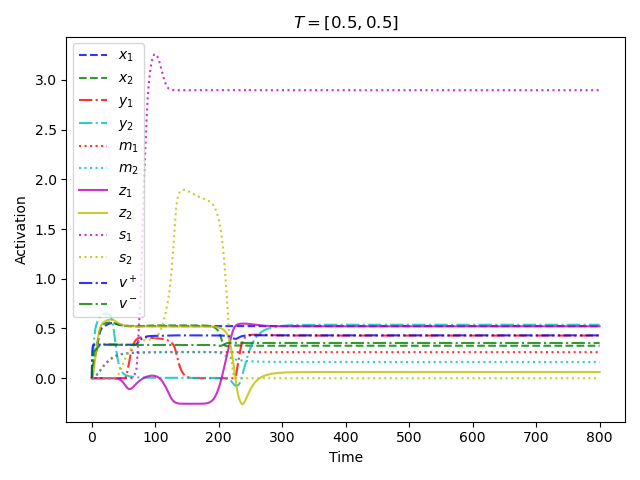 T = [0.5, 0.5]
Activation
3.0
2.5
2.0
1.5
1.0
0.5
0.0
x₁
x₂
y₁
y₂
m₁
m₂
z₁
z₂
s₁
s₂
v⁺
v⁻
0 100 200 300 400 500 600 700 800
Time